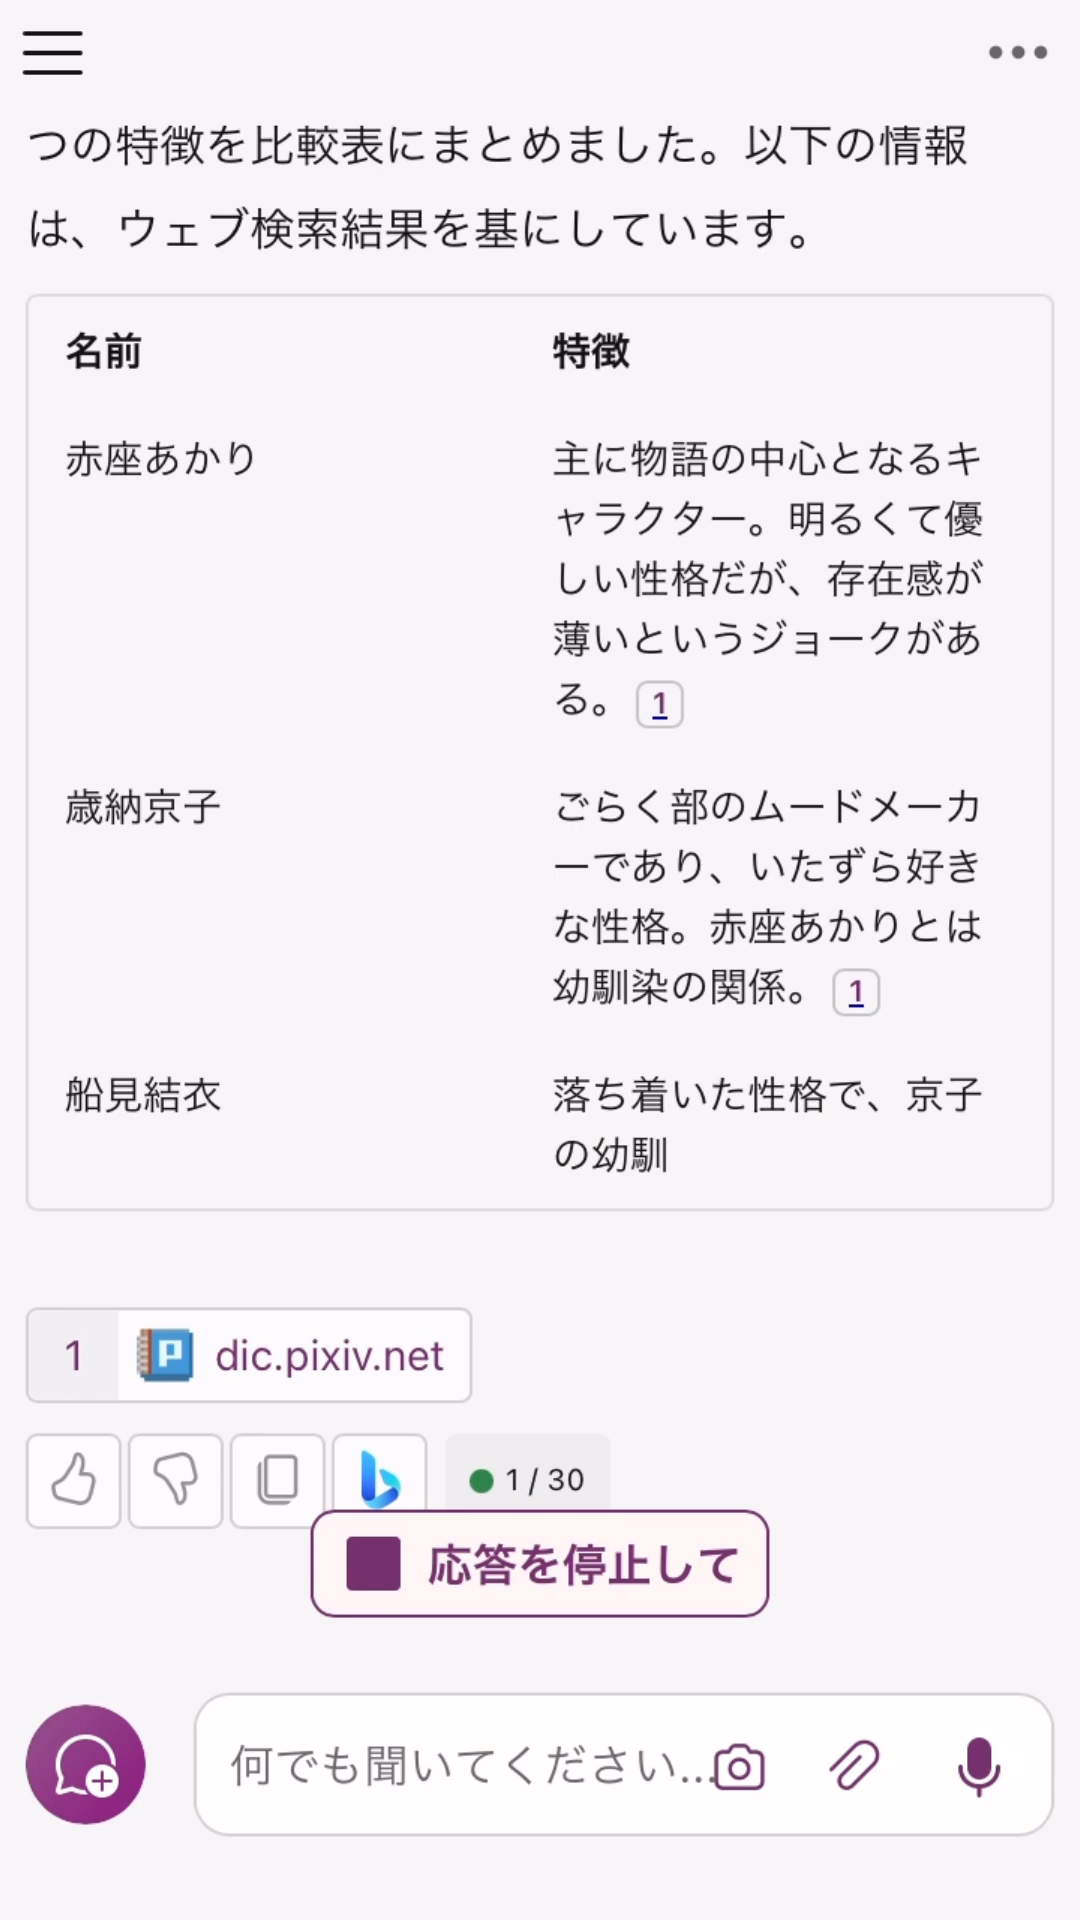 つの特徴を比較表にまとめました。以下の情報
は、ウェブ検索結果を基にしています。
名前
特徴
赤座あかり
主に物語の中心となるキ
ャラクター。明るくて優
しい性格だが、存在感が
薄いというジョークがあ
る。 1
歳納京子
ごらく部のムードメーカ
ーであり、いたずら好き
な性格。赤座あかりとは
幼馴染の関係。 1
船見結衣
落ち着いた性格で、京子
の幼馴
1 dic.pixiv.net
1 / 30
応答を停止して
何でも聞いてください...